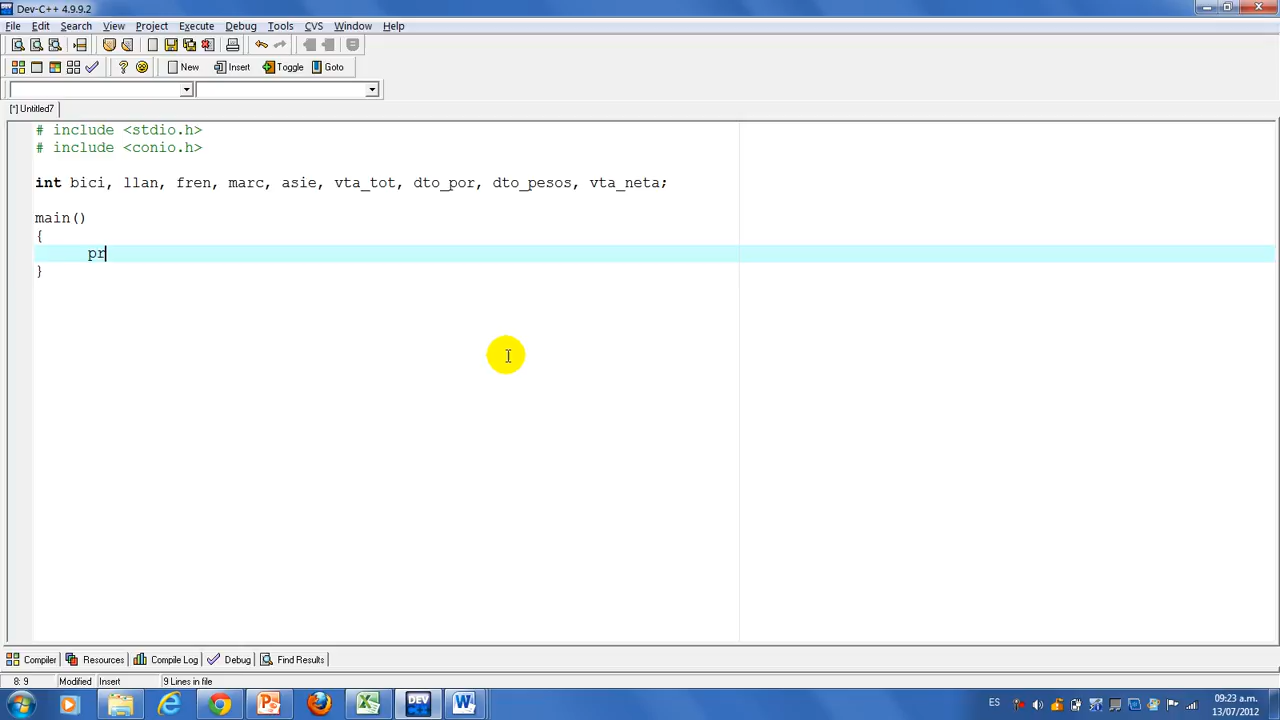 Dev-C++ 4.9.9.2
File Edit Search View Project Execute Debug Tools CVS Window Help
New Insert Toggle Goto
[*] Untitled7
# include <stdio.h>
# include <conio.h>
int bici, llan, fren, marc, asie, vta_tot, dto_por, dto_pesos, vta_neta;
main()
{
pr
}
Compiler Resources Compile Log Debug Find Results
8: 9 Modified Insert 9 Lines in file
ES 09:23 a.m.
13/07/2012